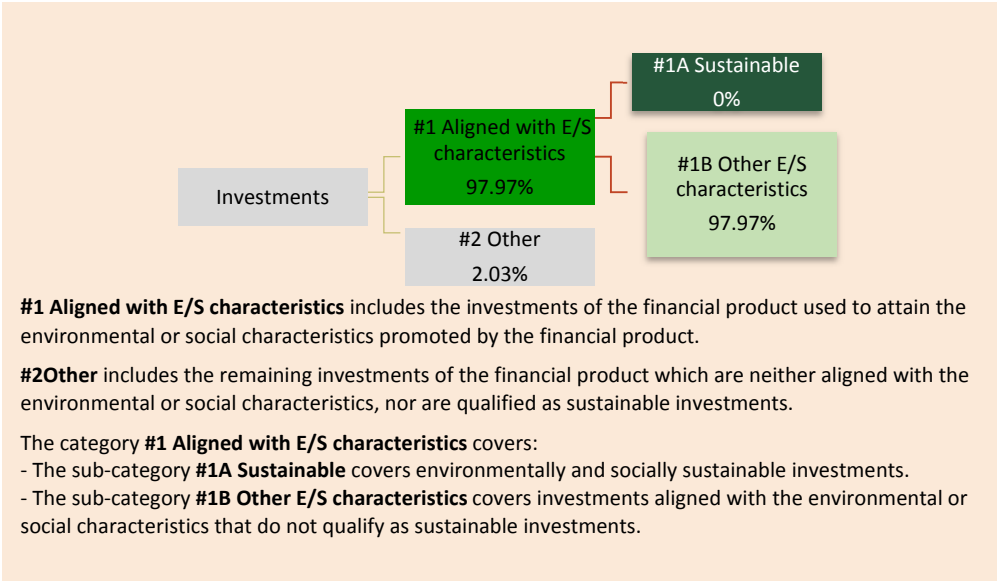 #1A Sustainable
0%
#1 Aligned with E/S
characteristics
97.97%
#1B Other E/S
characteristics
97.97%
Investments
#2 Other
2.03%
#1 Aligned with E/S characteristics includes the investments of the financial product used to attain the
environmental or social characteristics promoted by the financial product.
#2Other includes the remaining investments of the financial product which are neither aligned with the
environmental or social characteristics, nor are qualified as sustainable investments.
The category #1 Aligned with E/S characteristics covers:
- The sub-category #1A Sustainable covers environmentally and socially sustainable investments.
- The sub-category #1B Other E/S characteristics covers investments aligned with the environmental or
social characteristics that do not qualify as sustainable investments.